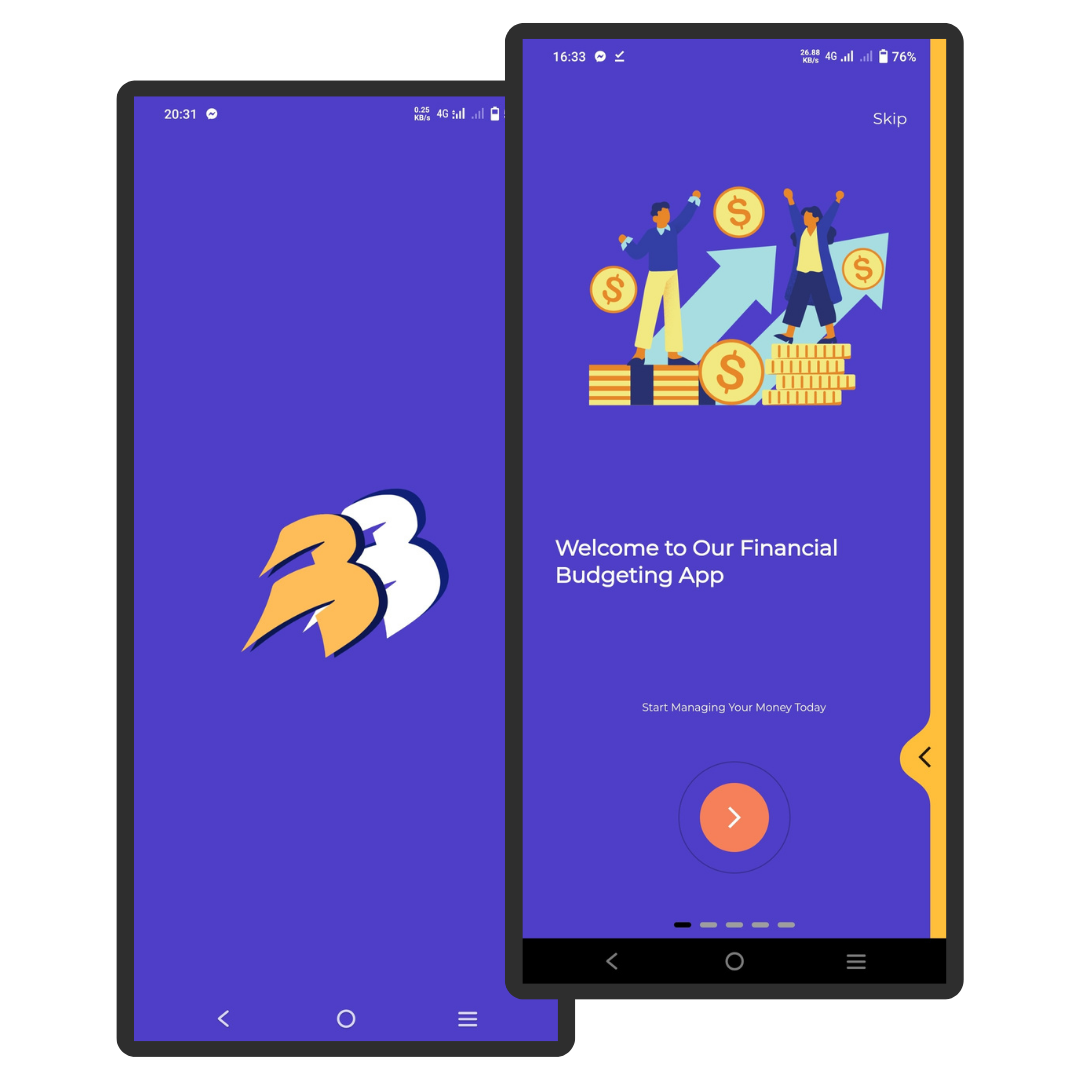 20:31
0.25
KB/s
4G
16:33
26.88
KB/s
4G
76%
Skip
$
$
$
$
Welcome to Our Financial
Budgeting App
Start Managing Your Money Today